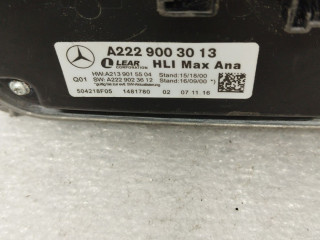 A222 900 30 13
LEAR CORPORATION HLI Max Ana
HW:A213 901 58 04 Stand:15/18/00
Q01 SW: A222 902 36 12 Stand:16/09/00 *)
504218F05 1481780 02 07.11.16